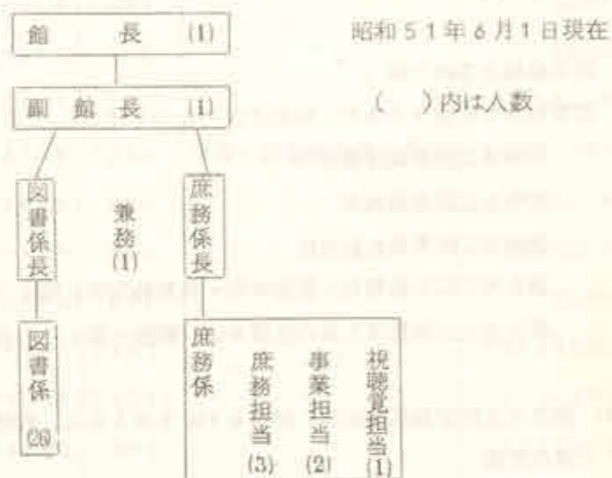 館長 (1)
昭和51年6月1日現在
副館長 (1)
( )内は人数
図書係長
兼務(1)
庶務係長
図書係 (26)
庶務係
庶務担当(3)
事業担当(2)
視聴覚担当(1)